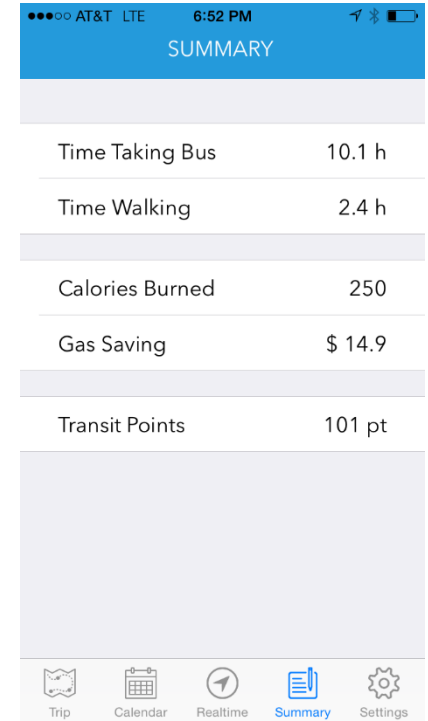 AT&T LTE 6:52 PM
SUMMARY
Time Taking Bus 10.1 h
Time Walking 2.4 h
Calories Burned 250
Gas Saving $ 14.9
Transit Points 101 pt
Trip Calendar Realtime Summary Settings